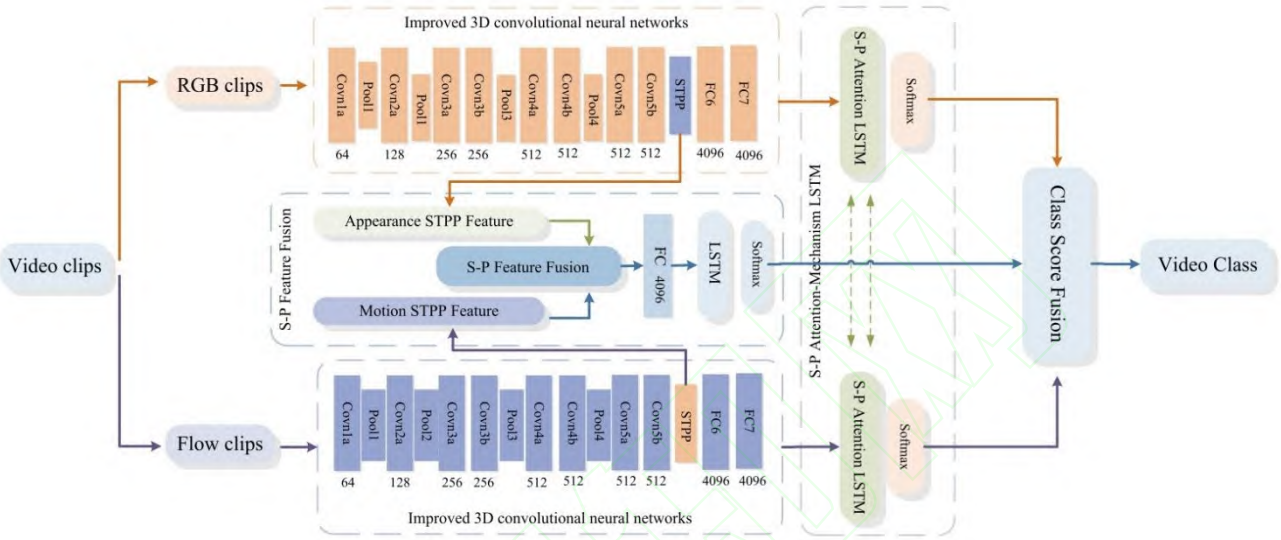 Improved 3D convolutional neural networks
RGB clips
Covn1a
Pool1
Covn2a
Pool1
Covn3a
Covn3b
Pool3
Covn4a
Covn4b
Pool4
Covn5a
Covn5b
STPP
FC6
FC7
64
128
256
256
512
512
512
512
4096
4096
S-P Attention LSTM
Softmax
Video clips
S-P Feature Fusion
Appearance STPP Feature
S-P Feature Fusion
Motion STPP Feature
FC 4096
LSTM
Softmax
S-P Attention-Mechanism LSTM
Class Score Fusion
Video Class
Flow clips
Covn1a
Pool1
Covn2a
Pool2
Covn3a
Covn3b
Pool3
Covn4a
Covn4b
Pool4
Covn5a
Covn5b
STPP
FC6
FC7
64
128
256
256
512
512
512
512
4096
4096
Improved 3D convolutional neural networks
S-P Attention LSTM
Softmax